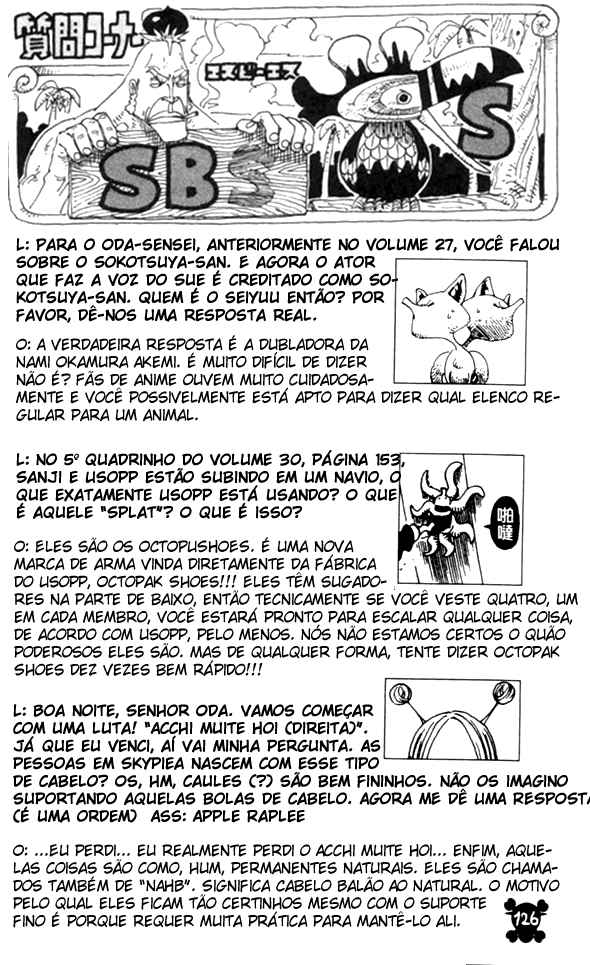 質問コーナー
SBS
S
L: PARA O ODA-SENSEI, ANTERIORMENTE NO VOLUME 27, VOCÊ FALOU
SOBRE O SOKOTSUYA-SAN. E AGORA O ATOR
QUE FAZ A VOZ DO SUE É CREDITADO COMO SO-
KOTSUYA-SAN. QUEM É O SEIYUU ENTÃO? POR
FAVOR, DÊ-NOS UMA RESPOSTA REAL.
O: A VERDADEIRA RESPOSTA É A DUBLADORA DA
NAMI OKAMURA AKEMI. É MUITO DIFÍCIL DE DIZER
NÃO É? FÃS DE ANIME OUVEM MUITO CUIDADOSA-
MENTE E VOCÊ POSSIVELMENTE ESTÁ APTO PARA DIZER QUAL ELENCO RE-
GULAR PARA UM ANIMAL.
L: NO 5º QUADRINHO DO VOLUME 30, PÁGINA 153,
SANJI E USOPP ESTÃO SUBINDO EM UM NAVIO, O
QUE EXATAMENTE USOPP ESTÁ USANDO? O QUE
É AQUELE "SPLAT"? O QUE É ISSO?
啪噠
O: ELES SÃO OS OCTOPUSHOES. É UMA NOVA
MARCA DE ARMA VINDA DIRETAMENTE DA FÁBRICA
DO USOPP, OCTOPAK SHOES!!! ELES TÊM SUGADO-
RES NA PARTE DE BAIXO, ENTÃO TECNICAMENTE SE VOCÊ VESTE QUATRO, UM
EM CADA MEMBRO, VOCÊ ESTARÁ PRONTO PARA ESCALAR QUALQUER COISA,
DE ACORDO COM USOPP, PELO MENOS. NÓS NÃO ESTAMOS CERTOS O QUÃO
PODEROSOS ELES SÃO. MAS DE QUALQUER FORMA, TENTE DIZER OCTOPAK
SHOES DEZ VEZES BEM RÁPIDO!!!
L: BOA NOITE, SENHOR ODA. VAMOS COMEÇAR
COM UMA LUTA! "ACCHI MUITE HOI (DIREITA)".
JÁ QUE EU VENCI, AÍ VAI MINHA PERGUNTA. AS
PESSOAS EM SKYPIEA NASCEM COM ESSE TIPO
DE CABELO? OS, HM, CAULES (?) SÃO BEM FININHOS. NÃO OS IMAGINO
SUPORTANDO AQUELAS BOLAS DE CABELO. AGORA ME DÊ UMA RESPOSTA
(É UMA ORDEM) ASS: APPLE RAPLEE
O: ...EU PERDI... EU REALMENTE PERDI O ACCHI MUITE HOI... ENFIM, AQUE-
LAS COISAS SÃO COMO, HUM, PERMANENTES NATURAIS. ELES SÃO CHAMA-
DOS TAMBÉM DE "NAHB". SIGNIFICA CABELO BALÃO AO NATURAL. O MOTIVO
PELO QUAL ELES FICAM TÃO CERTINHOS MESMO COM O SUPORTE
FINO É PORQUE REQUER MUITA PRÁTICA PARA MANTÊ-LO ALI.
126